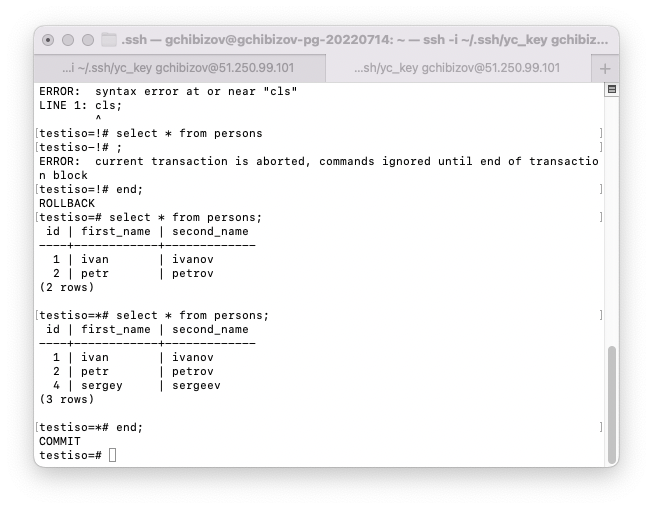 .ssh — gchibizov@gchibizov-pg-20220714: ~ — ssh -i ~/.ssh/yc_key gchibiz...
...i ~/.ssh/yc_key gchibizov@51.250.99.101
...sh/yc_key gchibizov@51.250.99.101
+
ERROR:  syntax error at or near "cls"
LINE 1: cls;
        ^
[testiso=!# select * from persons ]
[testiso-!# ; ]
ERROR:  current transaction is aborted, commands ignored until end of transactio
n block
[testiso=!# end; ]
ROLLBACK
[testiso=# select * from persons; ]
 id | first_name | second_name
----+------------+-------------
  1 | ivan       | ivanov
  2 | petr       | petrov
(2 rows)
[testiso=*# select * from persons; ]
 id | first_name | second_name
----+------------+-------------
  1 | ivan       | ivanov
  2 | petr       | petrov
  4 | sergey     | sergeev
(3 rows)
[testiso=*# end; ]
COMMIT
testiso=#